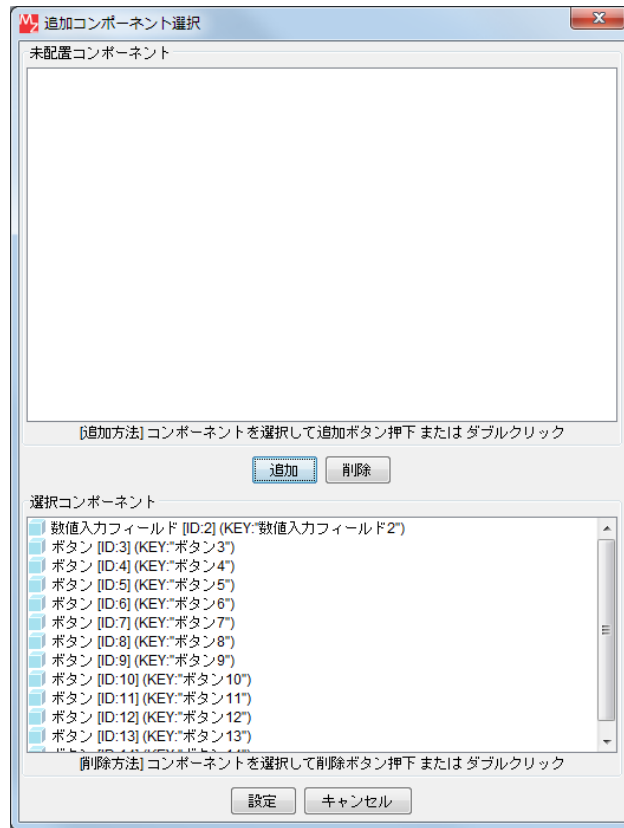 追加コンポーネント選択
未配置コンポーネント
[追加方法] コンポーネントを選択して追加ボタン押下 または ダブルクリック
追加 削除
選択コンポーネント
数値入力フィールド [ID:2] (KEY:"数値入力フィールド2")
ボタン [ID:3] (KEY:"ボタン3")
ボタン [ID:4] (KEY:"ボタン4")
ボタン [ID:5] (KEY:"ボタン5")
ボタン [ID:6] (KEY:"ボタン6")
ボタン [ID:7] (KEY:"ボタン7")
ボタン [ID:8] (KEY:"ボタン8")
ボタン [ID:9] (KEY:"ボタン9")
ボタン [ID:10] (KEY:"ボタン10")
ボタン [ID:11] (KEY:"ボタン11")
ボタン [ID:12] (KEY:"ボタン12")
ボタン [ID:13] (KEY:"ボタン13")
[削除方法] コンポーネントを選択して削除ボタン押下 または ダブルクリック
設定 キャンセル